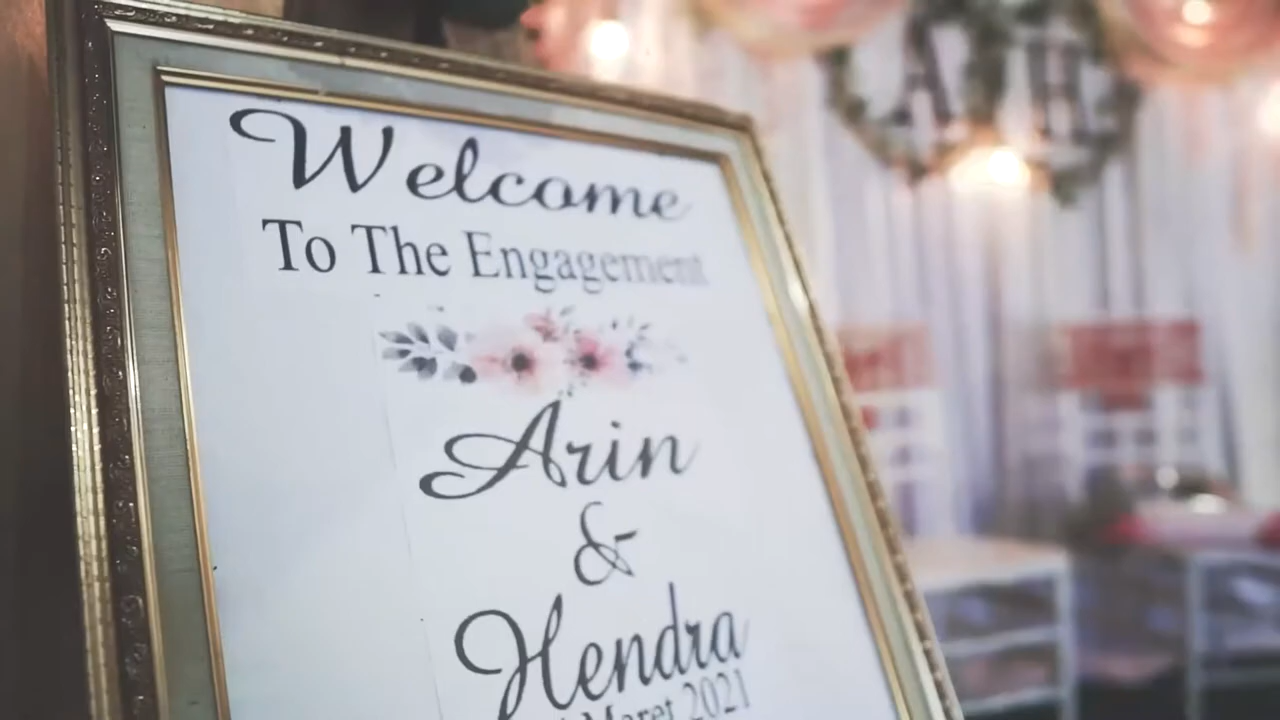 Welcome
To The Engagement
Arin
&
Hendra
Maret 2021